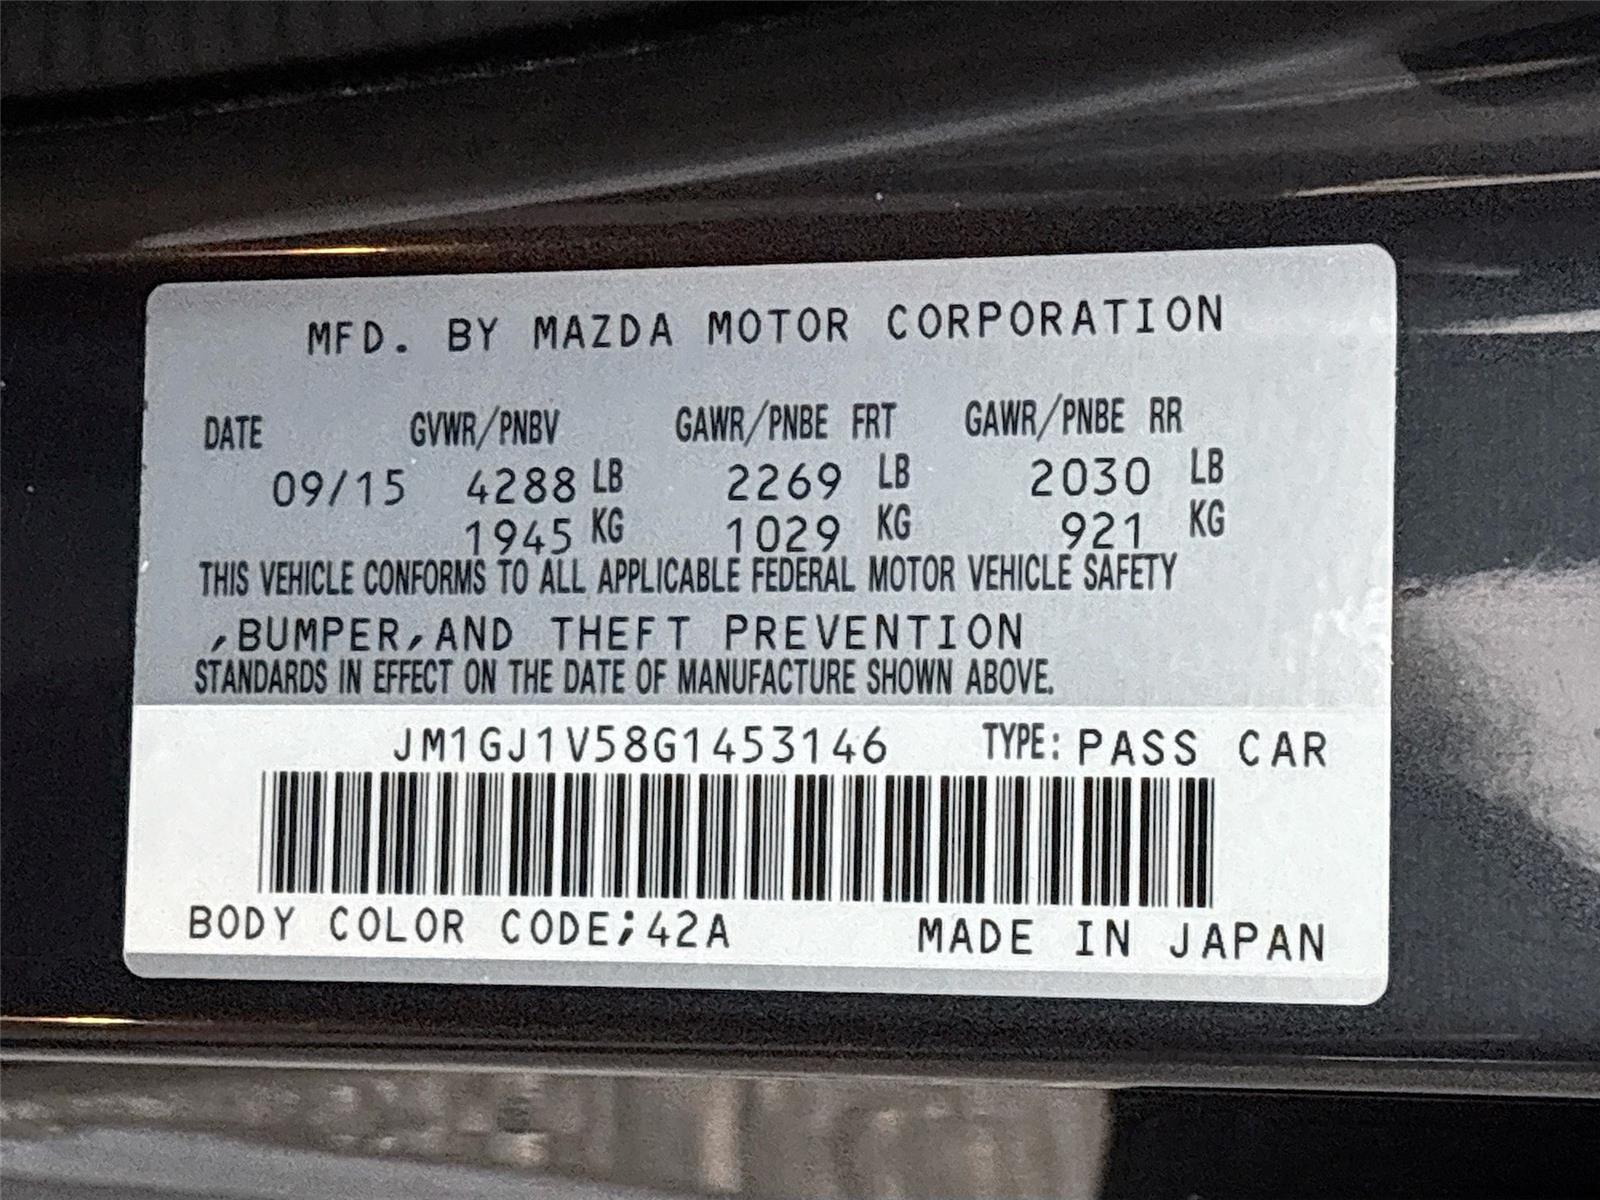 MFD. BY MAZDA MOTOR CORPORATION
DATE GVWR/PNBV GAWR/PNBE FRT GAWR/PNBE RR
09/15 4288 LB 2269 LB 2030 LB
1945 KG 1029 KG 921 KG
THIS VEHICLE CONFORMS TO ALL APPLICABLE FEDERAL MOTOR VEHICLE SAFETY
,BUMPER,AND THEFT PREVENTION
STANDARDS IN EFFECT ON THE DATE OF MANUFACTURE SHOWN ABOVE.
JM1GJ1V58G1453146 TYPE: PASS CAR
BODY COLOR CODE;42A MADE IN JAPAN